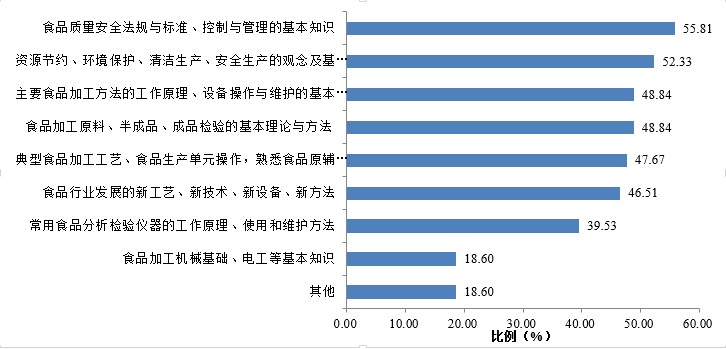 食品质量安全法规与标准、控制与管理的基本知识
55.81
资源节约、环境保护、清洁生产、安全生产的观念及基…
52.33
主要食品加工方法的工作原理、设备操作与维护的基本…
48.84
食品加工原料、半成品、成品检验的基本理论与方法
48.84
典型食品加工工艺、食品生产单元操作，熟悉食品原辅…
47.67
食品行业发展的新工艺、新技术、新设备、新方法
46.51
常用食品分析检验仪器的工作原理、使用和维护方法
39.53
食品加工机械基础、电工等基本知识
18.60
其他
18.60
0.00 10.00 20.00 30.00 40.00 50.00 60.00
比例（%）